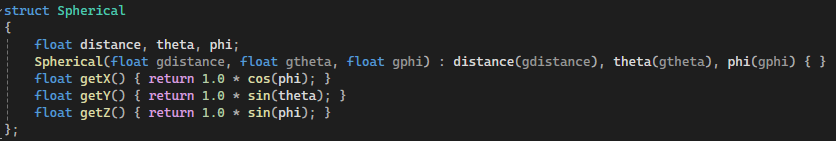 struct Spherical
{
float distance, theta, phi;
Spherical(float gdistance, float gtheta, float gphi) : distance(gdistance), theta(gtheta), phi(gphi) { }
float getX() { return 1.0 * cos(phi); }
float getY() { return 1.0 * sin(theta); }
float getZ() { return 1.0 * sin(phi); }
};